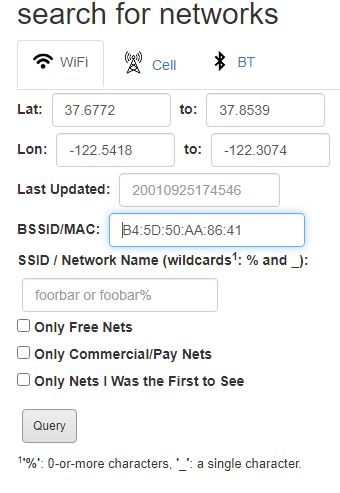 search for networks
WiFi Cell BT
Lat: 37.6772 to: 37.8539
Lon: -122.5418 to: -122.3074
Last Updated: 20010925174546
BSSID/MAC: B4:5D:50:AA:86:41
SSID / Network Name (wildcards¹: % and _):
foorbar or foobar%
Only Free Nets
Only Commercial/Pay Nets
Only Nets I Was the First to See
Query
¹'%': 0-or-more characters, '_': a single character.